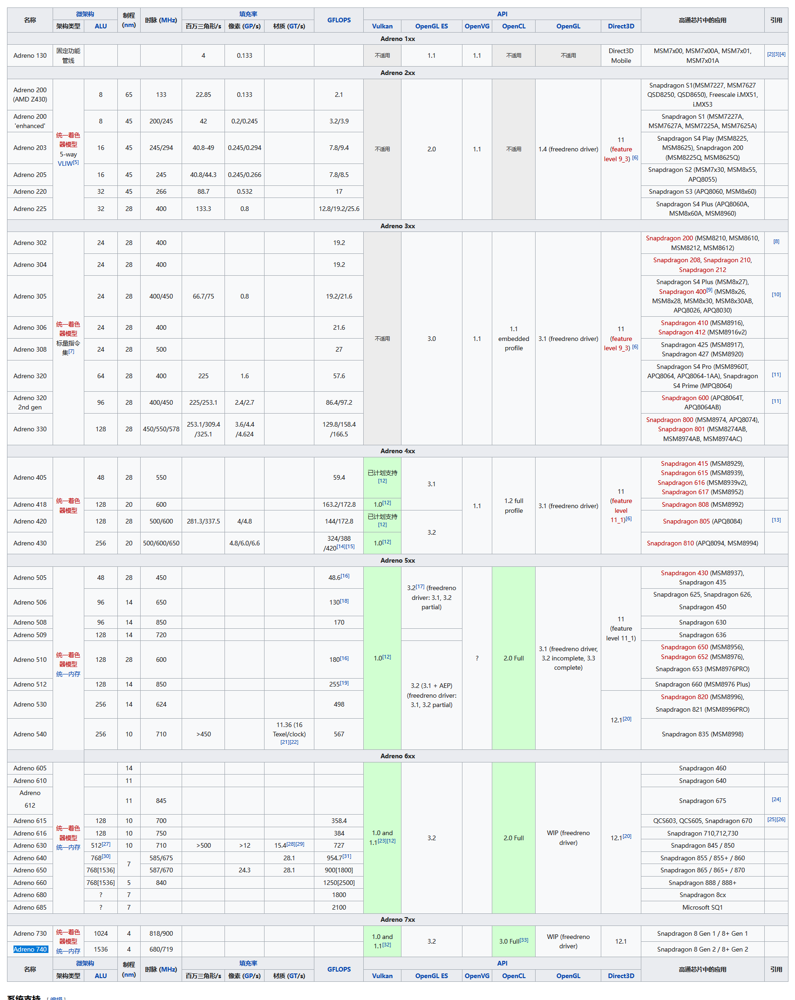 名称 微架构 制程 (nm) 时脉 (MHz) 填充率 GFLOPS API 高通芯片中的应用 引用
架构类型 ALU 百万三角形/s 像素 (GP/s) 材质 (GT/s) Vulkan OpenGL ES OpenVG OpenCL OpenGL Direct3D
Adreno 1xx
Adreno 130 固定功能管线 4 0.133 不适用 1.1 1.1 不适用 不适用 Direct3D Mobile MSM7x00, MSM7x00A, MSM7x01, MSM7x01A [2][3][4]
Adreno 2xx
Adreno 200 (AMD Z430) 统一着色器模型 5-way VLIW[5] 8 65 133 22.85 0.133 2.1 不适用 2.0 1.1 不适用 1.4 (freedreno driver) 11 (feature level 9_3) [6] Snapdragon S1(MSM7227, MSM7627 QSD8250, QSD8650), Freescale i.MX51, i.MX53
Adreno 200 'enhanced' 8 45 200/245 42 0.2/0.245 3.2/3.9 Snapdragon S1 (MSM7227A, MSM7627A, MSM7225A, MSM7625A)
Adreno 203 16 45 245/294 40.8-49 0.245/0.294 7.8/9.4 Snapdragon S4 Play (MSM8225, MSM8625), Snapdragon 200 (MSM8225Q, MSM8625Q)
Adreno 205 16 45 245 40.8/44.3 0.245/0.266 7.8/8.5 Snapdragon S2 (MSM7x30, MSM8x55, APQ8055)
Adreno 220 32 45 266 88.7 0.532 17 Snapdragon S3 (APQ8060, MSM8x60)
Adreno 225 32 28 400 133.3 0.8 12.8/19.2/25.6 Snapdragon S4 Plus (APQ8060A, MSM8x60A, MSM8960)
Adreno 3xx
Adreno 302 统一着色器模型 标量指令集[7] 24 28 400 19.2 不适用 3.0 1.1 1.1 embedded profile 3.1 (freedreno driver) 11 (feature level 9_3) [6] Snapdragon 200 (MSM8210, MSM8610, MSM8212, MSM8612) [8]
Adreno 304 24 28 400 19.2 Snapdragon 208, Snapdragon 210, Snapdragon 212
Adreno 305 24 28 400/450 66.7/75 0.8 19.2/21.6 Snapdragon S4 Plus (MSM8x27), Snapdragon 400[9] (MSM8x26, MSM8x28, MSM8x30, MSM8x30AB, APQ8026, APQ8030) [10]
Adreno 306 24 28 400 21.6 Snapdragon 410 (MSM8916), Snapdragon 412 (MSM8916v2)
Adreno 308 24 28 500 27 Snapdragon 425 (MSM8917), Snapdragon 427 (MSM8920)
Adreno 320 64 28 400 225 1.6 57.6 Snapdragon S4 Pro (MSM8960T, APQ8064, APQ8064-1AA), Snapdragon S4 Prime (MPQ8064) [11]
Adreno 320 2nd gen 96 28 400/450 225/253.1 2.4/2.7 86.4/97.2 Snapdragon 600 (APQ8064T, APQ8064AB) [11]
Adreno 330 128 28 450/550/578 253.1/309.4/325.1 3.6/4.4/4.624 129.8/158.4/166.5 Snapdragon 800 (MSM8974, APQ8074), Snapdragon 801 (MSM8274AB, MSM8974AB, MSM8974AC)
Adreno 4xx
Adreno 405 统一着色器模型 48 28 550 59.4 已计划支持[12] 3.1 1.1 1.2 full profile 3.1 (freedreno driver) 11 (feature level 11_1)[6] Snapdragon 415 (MSM8929), Snapdragon 615 (MSM8939), Snapdragon 616 (MSM8939v2), Snapdragon 617 (MSM8952)
Adreno 418 128 20 600 163.2/172.8 1.0[12] Snapdragon 808 (MSM8992)
Adreno 420 128 28 500/600 281.3/337.5 4/4.8 144/172.8 已计划支持[12] 3.2 Snapdragon 805 (APQ8084) [13]
Adreno 430 256 20 500/600/650 4.8/6.0/6.6 324/388/420[14][15] 1.0[12] Snapdragon 810 (APQ8094, MSM8994)
Adreno 5xx
Adreno 505 统一着色器模型 统一内存 48 28 450 48.6[16] 1.0[12] 3.2[17] (freedreno driver: 3.1, 3.2 partial) ? 2.0 Full 3.1 (freedreno driver, 3.2 incomplete, 3.3 complete) 11 (feature level 11_1) Snapdragon 430 (MSM8937), Snapdragon 435
Adreno 506 96 14 650 130[18] Snapdragon 625, Snapdragon 626, Snapdragon 450
Adreno 508 96 14 850 170 Snapdragon 630
Adreno 509 128 14 720 Snapdragon 636
Adreno 510 128 28 600 180[16] 3.2 (3.1 + AEP) (freedreno driver: 3.1, 3.2 partial) Snapdragon 650 (MSM8956), Snapdragon 652 (MSM8976), Snapdragon 653 (MSM8976PRO)
Adreno 512 128 14 850 255[19] Snapdragon 660 (MSM8976 Plus)
Adreno 530 256 14 624 498 12.1[20] Snapdragon 820 (MSM8996), Snapdragon 821 (MSM8996PRO)
Adreno 540 256 10 710 >450 11.36 (16 Texel/clock)[21][22] 567 Snapdragon 835 (MSM8998)
Adreno 6xx
Adreno 605 统一着色器模型 统一内存 14 1.0 and 1.1[23][12] 3.2 2.0 Full WIP (freedreno driver) 12.1[20] Snapdragon 460
Adreno 610 11 Snapdragon 640
Adreno 612 11 845 Snapdragon 675 [24]
Adreno 615 128 10 700 358.4 QCS603, QCS605, Snapdragon 670 [25][26]
Adreno 616 128 10 750 384 Snapdragon 710,712,730
Adreno 630 512[27] 10 710 >500 >12 15.4[28][29] 727 Snapdragon 845 / 850
Adreno 640 768[30] 7 585/675 28.1 954.7[31] Snapdragon 855 / 855+ / 860
Adreno 650 768[1536] 587/670 24.3 28.1 900[1800] Snapdragon 865 / 865+ / 870
Adreno 660 768[1536] 5 840 1250[2500] Snapdragon 888 / 888+
Adreno 680 ? 7 1800 Snapdragon 8cx
Adreno 685 ? 7 2100 Microsoft SQ1
Adreno 7xx
Adreno 730 统一着色器模型 统一内存 1024 4 818/900 1.0 and 1.1[32] 3.2 3.0 Full[33] WIP (freedreno driver) 12.1 Snapdragon 8 Gen 1 / 8+ Gen 1
Adreno 740 1536 4 680/719 Snapdragon 8 Gen 2 / 8+ Gen 2
名称 微架构 制程 (nm) 时脉 (MHz) 填充率 GFLOPS API 高通芯片中的应用 引用
架构类型 ALU 百万三角形/s 像素 (GP/s) 材质 (GT/s) Vulkan OpenGL ES OpenVG OpenCL OpenGL Direct3D
系统支持 [ 编辑 ]